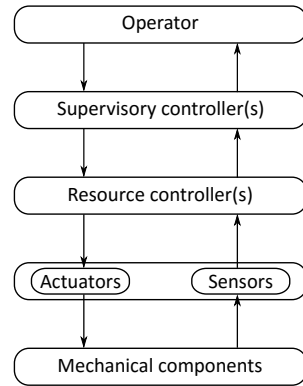 Operator
Supervisory controller(s)
Resource controller(s)
Actuators Sensors
Mechanical components